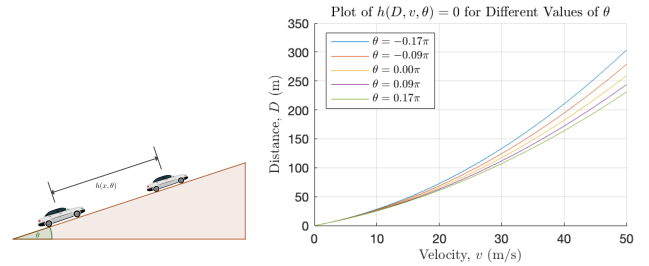 h(x, θ)
θ
Plot of h(D, v, θ) = 0 for Different Values of θ
θ = −0.17π
θ = −0.09π
θ = 0.00π
θ = 0.09π
θ = 0.17π
Distance, D (m)
350
300
250
200
150
100
50
0
0 10 20 30 40 50
Velocity, v (m/s)